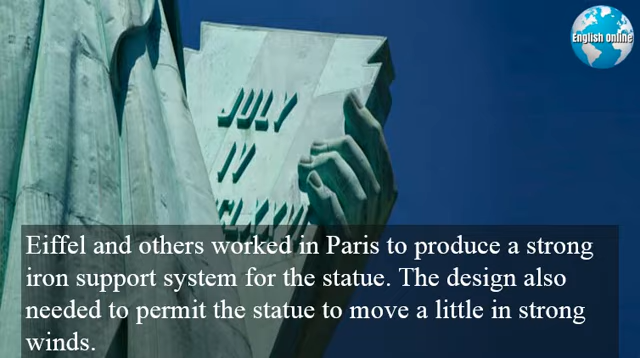 English online
JULY
IV
Eiffel and others worked in Paris to produce a strong
iron support system for the statue. The design also
needed to permit the statue to move a little in strong
winds.